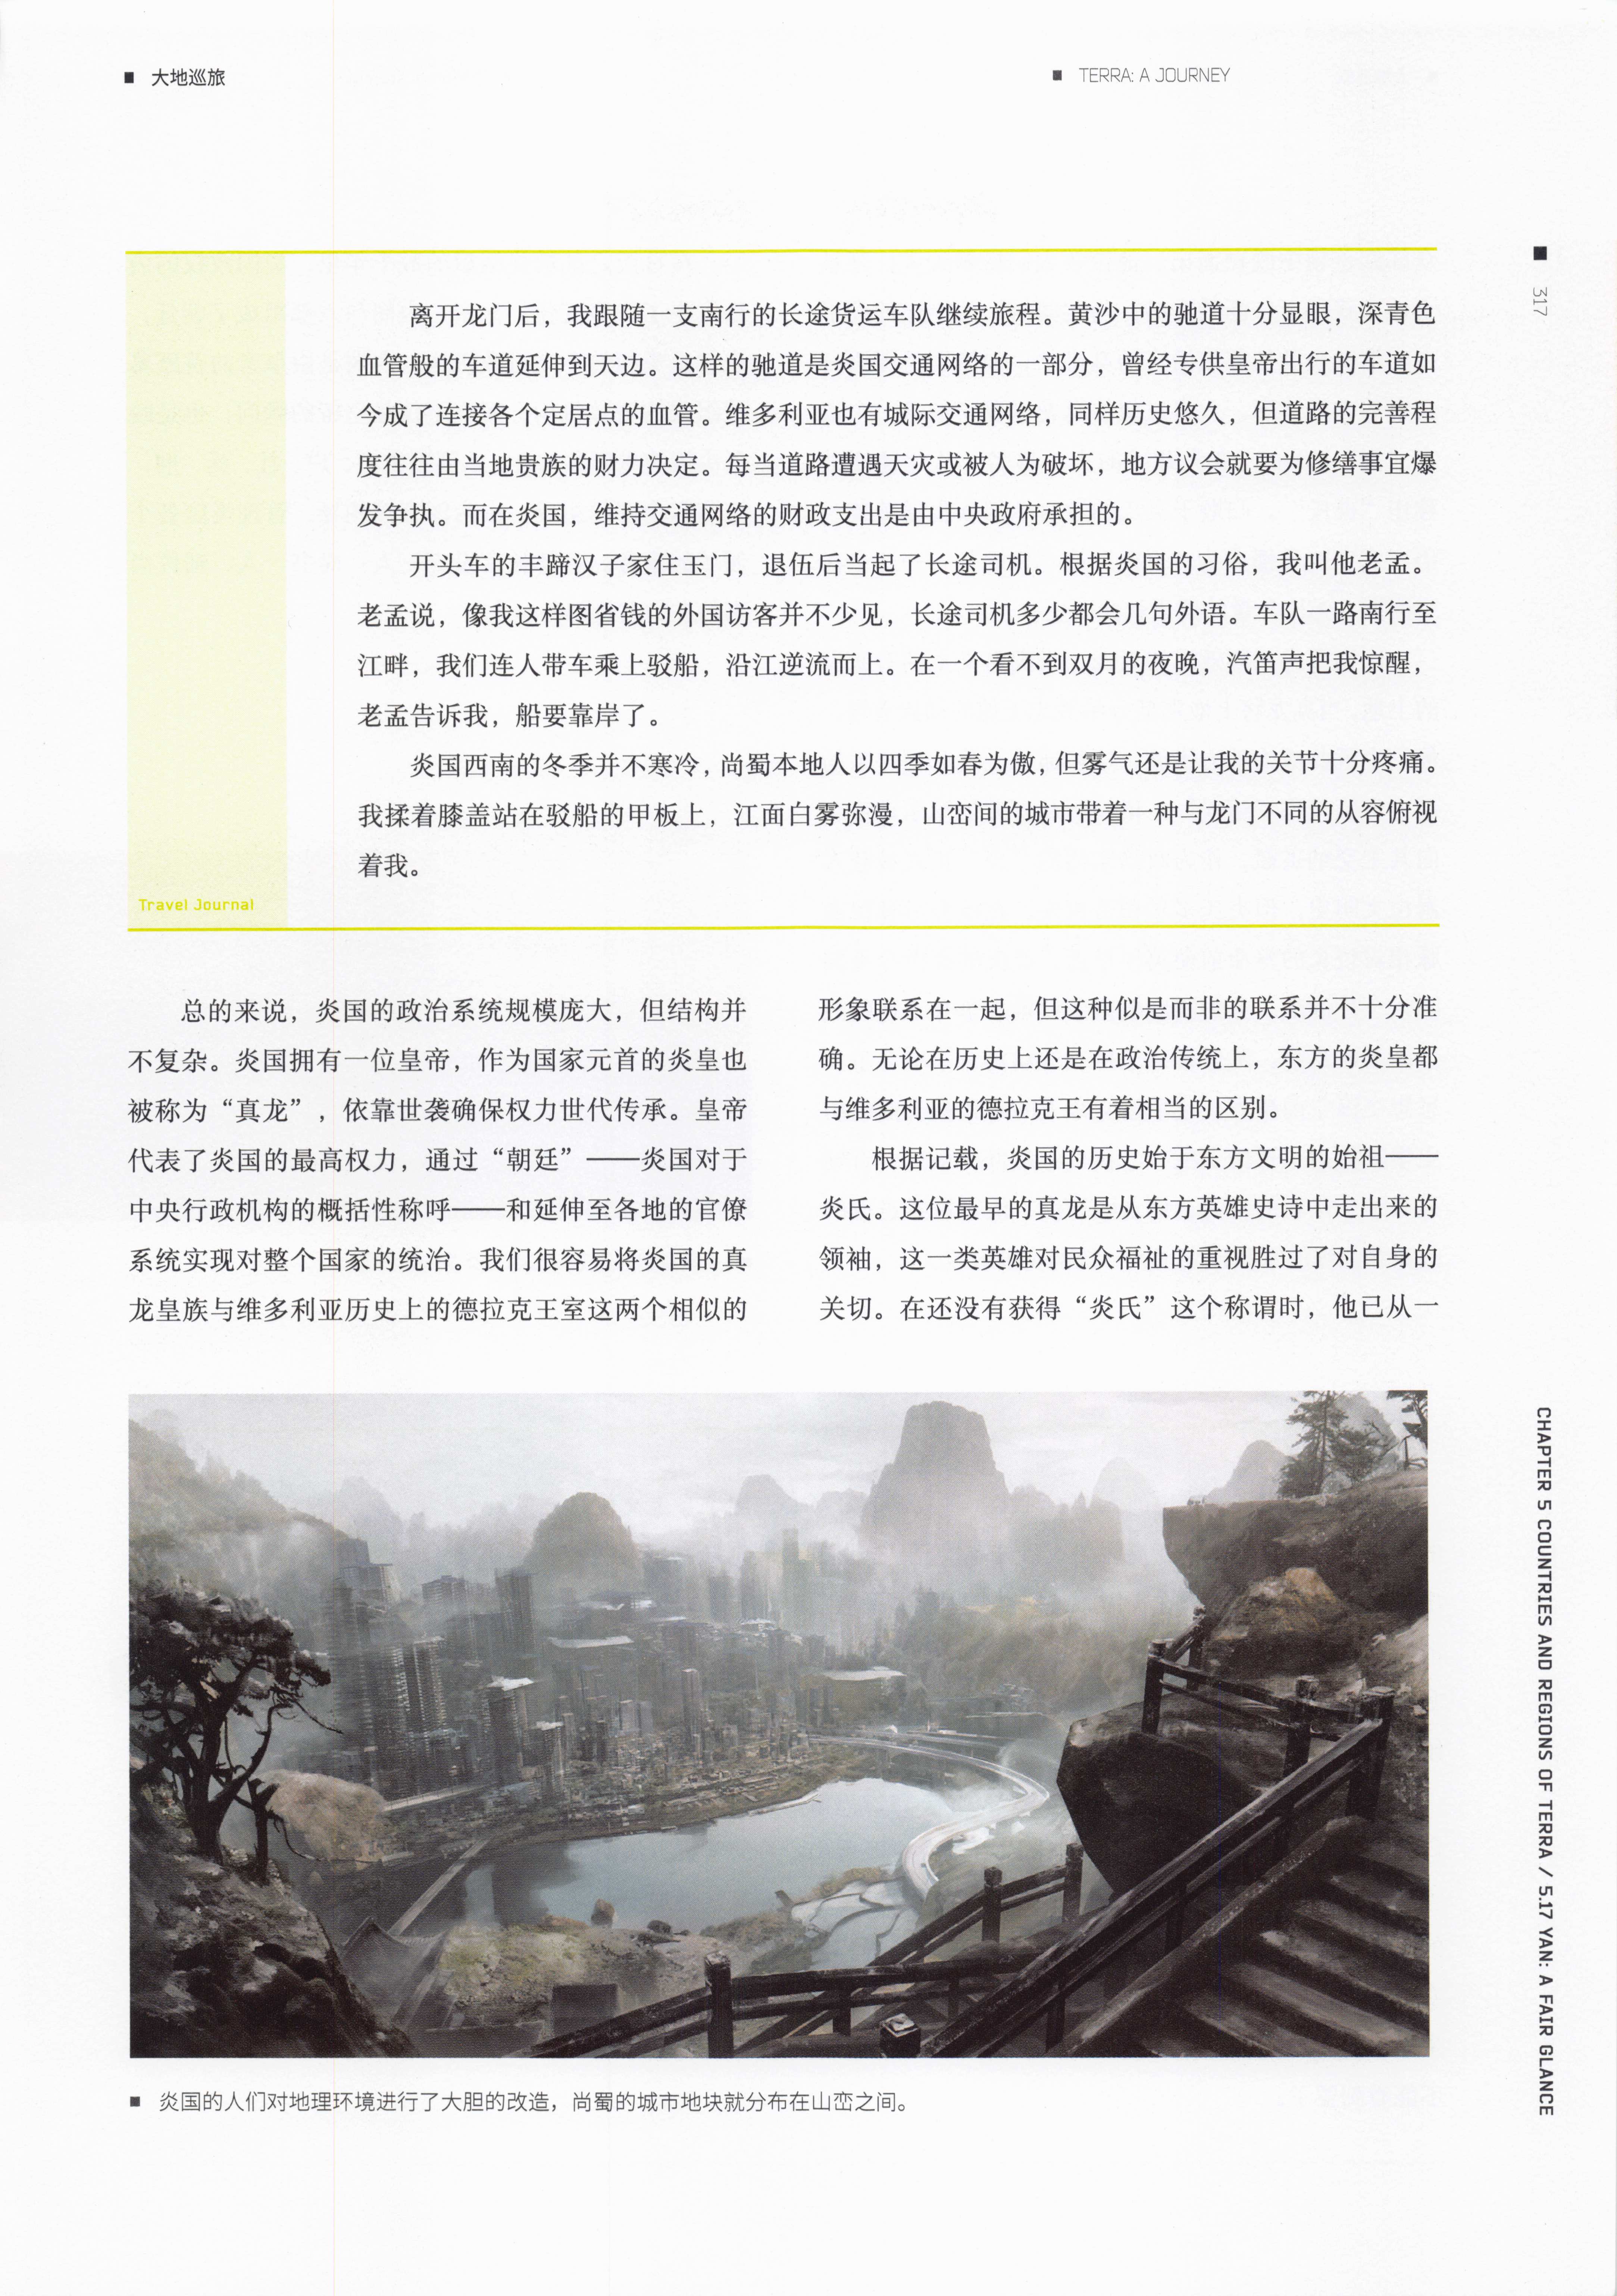 大地巡旅
TERRA: A JOURNEY
317
离开龙门后，我跟随一支南行的长途货运车队继续旅程。黄沙中的驰道十分显眼，深青色
血管般的车道延伸到天边。这样的驰道是炎国交通网络的一部分，曾经专供皇帝出行的车道如
今成了连接各个定居点的血管。维多利亚也有城际交通网络，同样历史悠久，但道路的完善程
度往往由当地贵族的财力决定。每当道路遭遇天灾或被人为破坏，地方议会就要为修缮事宜爆
发争执。而在炎国，维持交通网络的财政支出是由中央政府承担的。
开头车的丰蹄汉子家住玉门，退伍后当起了长途司机。根据炎国的习俗，我叫他老孟。
老孟说，像我这样图省钱的外国访客并不少见，长途司机多少都会几句外语。车队一路南行至
江畔，我们连人带车乘上驳船，沿江逆流而上。在一个看不到双月的夜晚，汽笛声把我惊醒，
老孟告诉我，船要靠岸了。
炎国西南的冬季并不寒冷，尚蜀本地人以四季如春为傲，但雾气还是让我的关节十分疼痛。
我揉着膝盖站在驳船的甲板上，江面白雾弥漫，山峦间的城市带着一种与龙门不同的从容俯视
着我。
Travel Journal
总的来说，炎国的政治系统规模庞大，但结构并
不复杂。炎国拥有一位皇帝，作为国家元首的炎皇也
被称为“真龙”，依靠世袭确保权力世代传承。皇帝
代表了炎国的最高权力，通过“朝廷”——炎国对于
中央行政机构的概括性称呼——和延伸至各地的官僚
系统实现对整个国家的统治。我们很容易将炎国的真
龙皇族与维多利亚历史上的德拉克王室这两个相似的
形象联系在一起，但这种似是而非的联系并不十分准
确。无论在历史上还是在政治传统上，东方的炎皇都
与维多利亚的德拉克王有着相当的区别。
根据记载，炎国的历史始于东方文明的始祖——
炎氏。这位最早的真龙是从东方英雄史诗中走出来的
领袖，这一类英雄对民众福祉的重视胜过了对自身的
关切。在还没有获得“炎氏”这个称谓时，他已从一
炎国的人们对地理环境进行了大胆的改造，尚蜀的城市地块就分布在山峦之间。
CHAPTER 5 COUNTRIES AND REGIONS OF TERRA / 5.17 YAN: A FAIR GLANCE